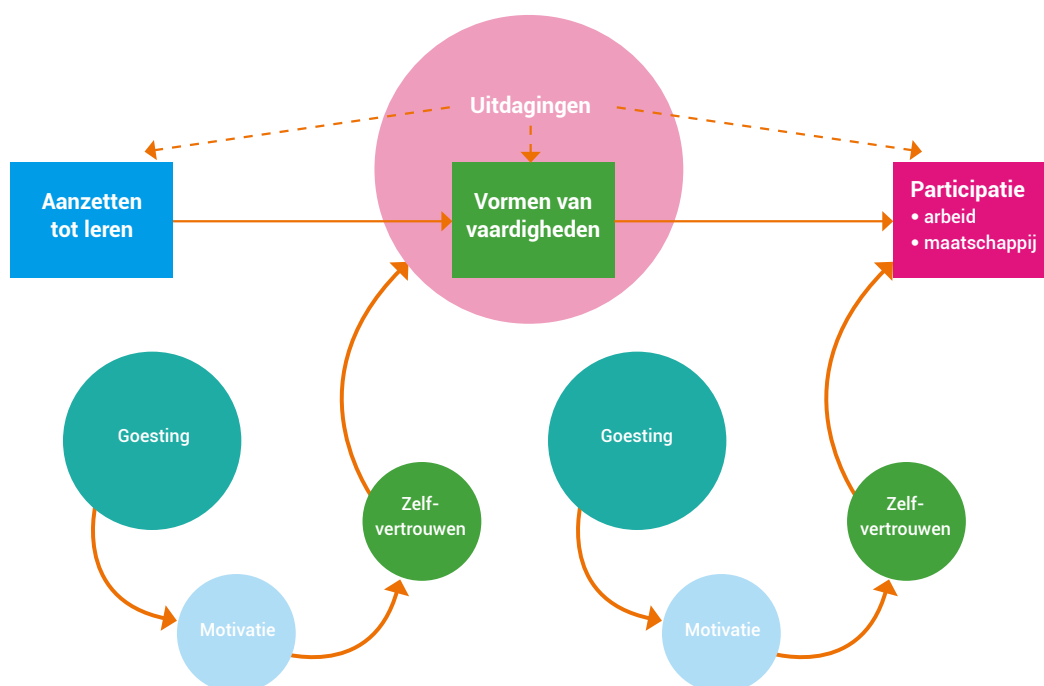 Uitdagingen
Aanzetten
tot leren
Vormen van
vaardigheden
Participatie
• arbeid
• maatschappij
Goesting
Zelf-
vertrouwen
Motivatie
Goesting
Zelf-
vertrouwen
Motivatie